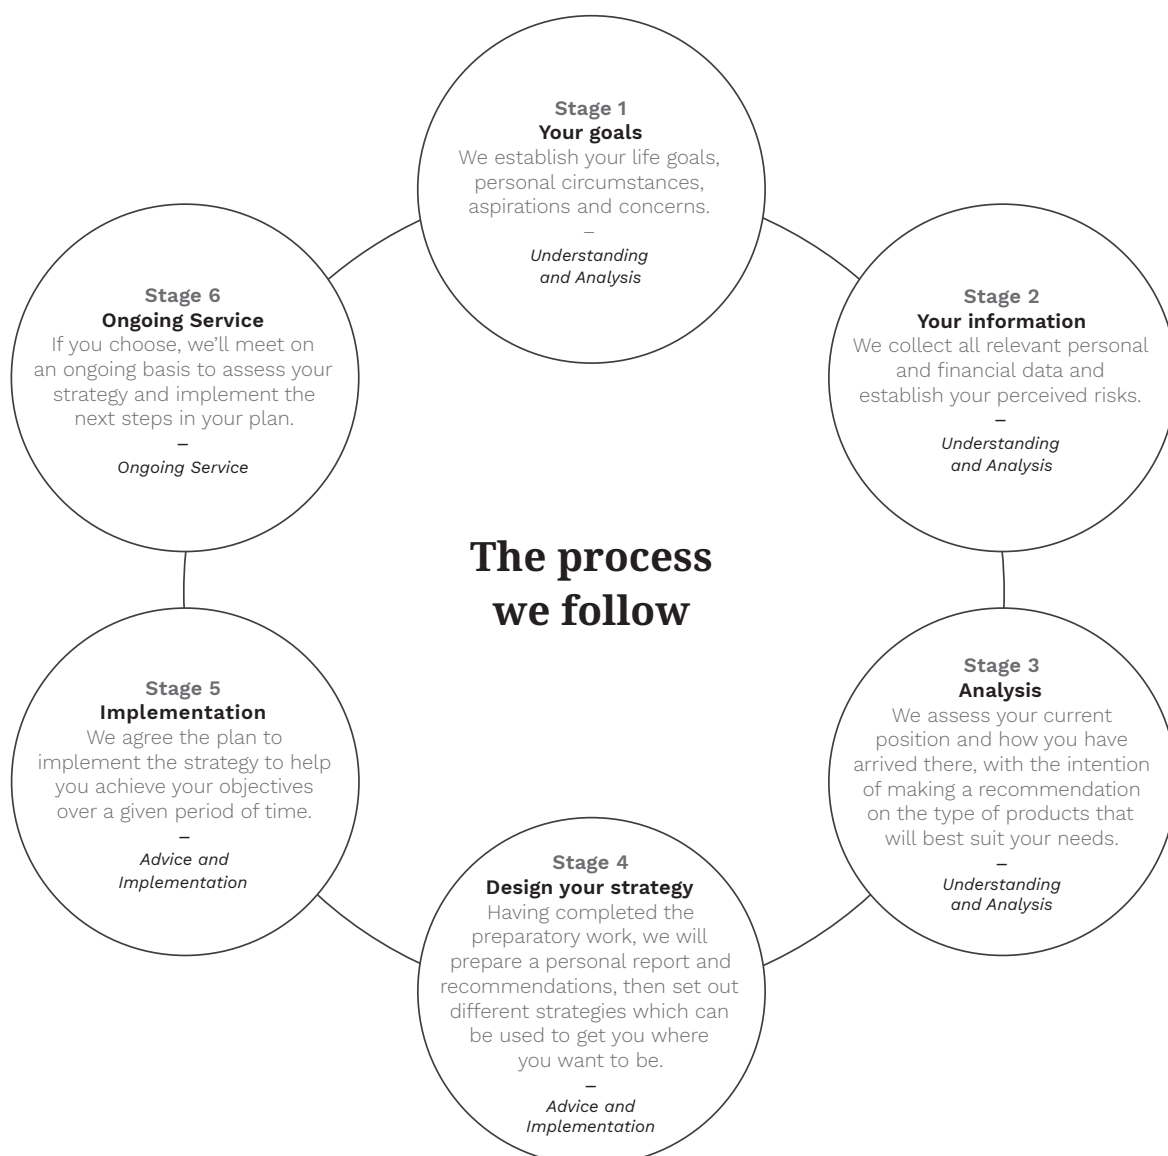 Stage 1
Your goals
We establish your life goals,
personal circumstances,
aspirations and concerns.
–
Understanding
and Analysis
Stage 2
Your information
We collect all relevant personal
and financial data and
establish your perceived risks.
–
Understanding
and Analysis
Stage 3
Analysis
We assess your current
position and how you have
arrived there, with the intention
of making a recommendation
on the type of products that
will best suit your needs.
–
Understanding
and Analysis
Stage 4
Design your strategy
Having completed the
preparatory work, we will
prepare a personal report and
recommendations, then set out
different strategies which can
be used to get you where
you want to be.
–
Advice and
Implementation
Stage 5
Implementation
We agree the plan to
implement the strategy to help
you achieve your objectives
over a given period of time.
–
Advice and
Implementation
Stage 6
Ongoing Service
If you choose, we’ll meet on
an ongoing basis to assess your
strategy and implement the
next steps in your plan.
–
Ongoing Service
The process
we follow